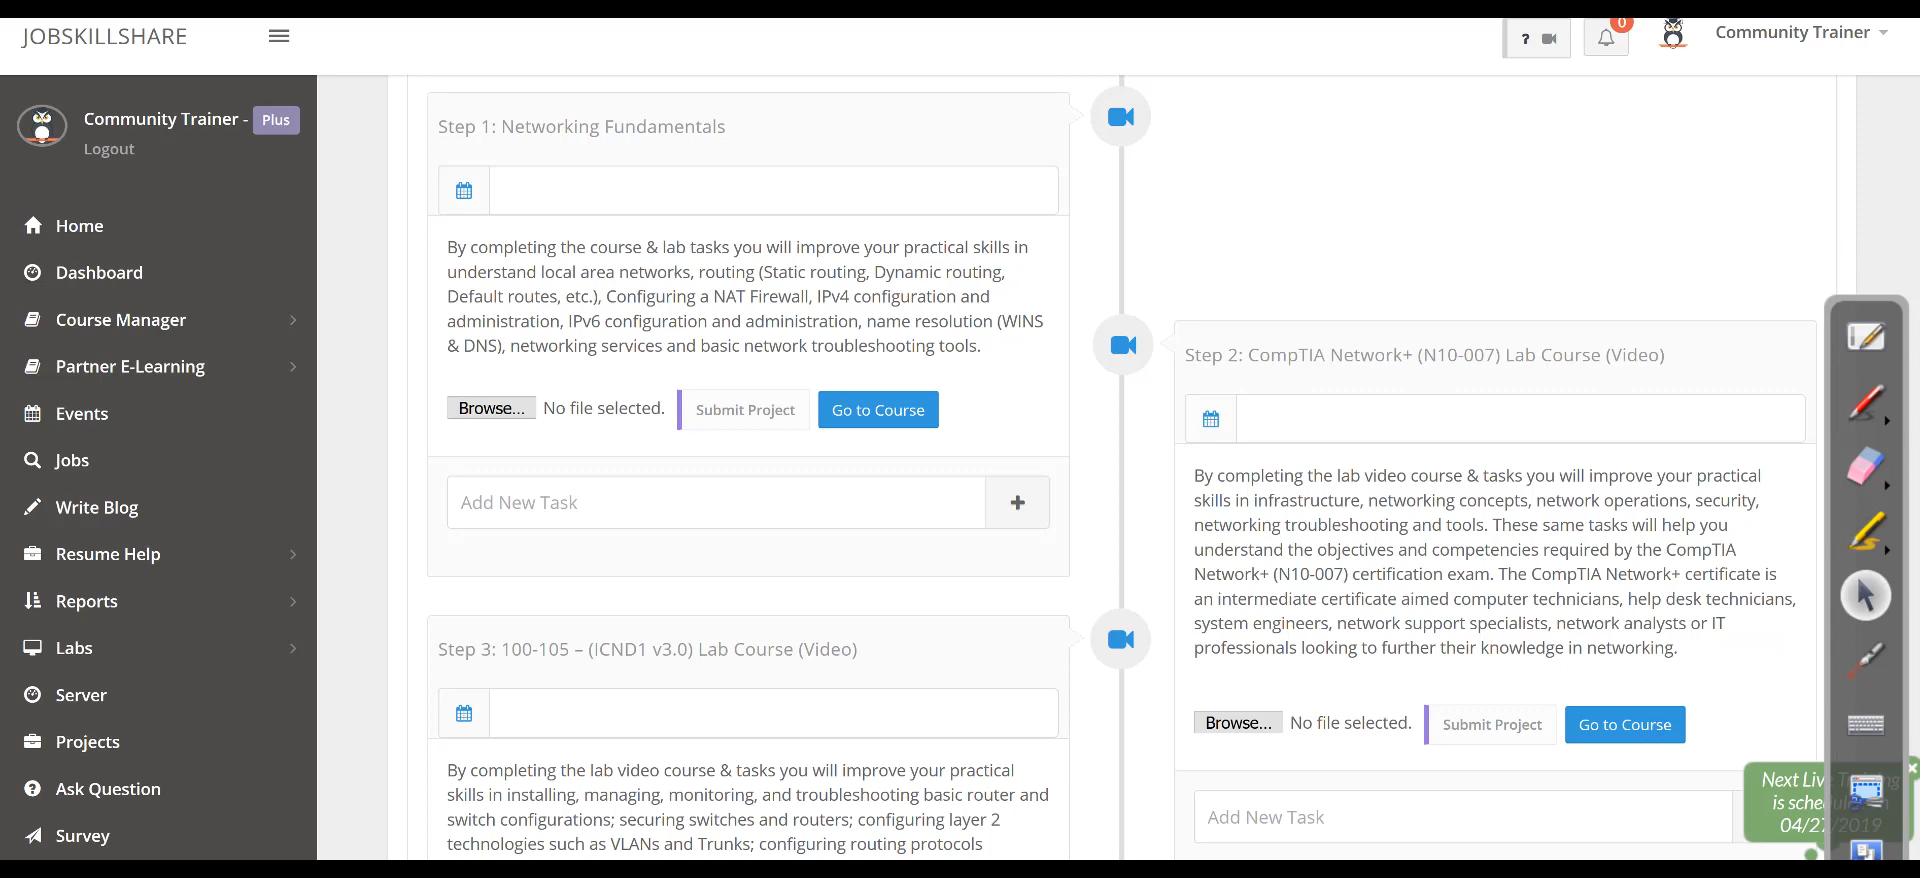 JOBSKILLSHARE
?
0
Community Trainer
Community Trainer - Plus
Logout
Home
Dashboard
Course Manager
Partner E-Learning
Events
Jobs
Write Blog
Resume Help
Reports
Labs
Server
Projects
Ask Question
Survey
Step 1: Networking Fundamentals
By completing the course & lab tasks you will improve your practical skills in
understand local area networks, routing (Static routing, Dynamic routing,
Default routes, etc.), Configuring a NAT Firewall, IPv4 configuration and
administration, IPv6 configuration and administration, name resolution (WINS
& DNS), networking services and basic network troubleshooting tools.
Browse... No file selected. Submit Project Go to Course
Add New Task
Step 2: CompTIA Network+ (N10-007) Lab Course (Video)
By completing the lab video course & tasks you will improve your practical
skills in infrastructure, networking concepts, network operations, security,
networking troubleshooting and tools. These same tasks will help you
understand the objectives and competencies required by the CompTIA
Network+ (N10-007) certification exam. The CompTIA Network+ certificate is
an intermediate certificate aimed computer technicians, help desk technicians,
system engineers, network support specialists, network analysts or IT
professionals looking to further their knowledge in networking.
Browse... No file selected. Submit Project Go to Course
Add New Task
Step 3: 100-105 – (ICND1 v3.0) Lab Course (Video)
By completing the lab video course & tasks you will improve your practical
skills in installing, managing, monitoring, and troubleshooting basic router and
switch configurations; securing switches and routers; configuring layer 2
technologies such as VLANs and Trunks; configuring routing protocols
Next Live
is
04/27/2019